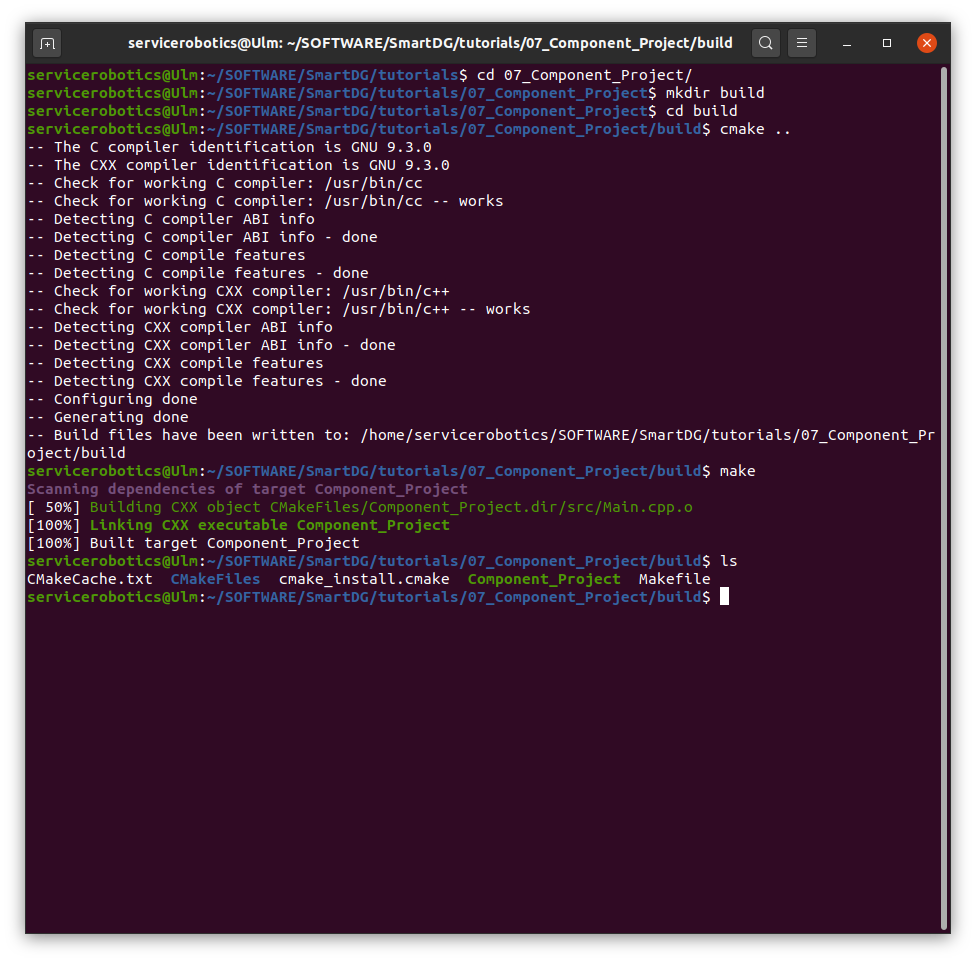 servicerobotics@Ulm: ~/SOFTWARE/SmartDG/tutorials/07_Component_Project/build
servicerobotics@Ulm:~/SOFTWARE/SmartDG/tutorials$ cd 07_Component_Project/
servicerobotics@Ulm:~/SOFTWARE/SmartDG/tutorials/07_Component_Project$ mkdir build
servicerobotics@Ulm:~/SOFTWARE/SmartDG/tutorials/07_Component_Project$ cd build
servicerobotics@Ulm:~/SOFTWARE/SmartDG/tutorials/07_Component_Project/build$ cmake ..
-- The C compiler identification is GNU 9.3.0
-- The CXX compiler identification is GNU 9.3.0
-- Check for working C compiler: /usr/bin/cc
-- Check for working C compiler: /usr/bin/cc -- works
-- Detecting C compiler ABI info
-- Detecting C compiler ABI info - done
-- Detecting C compile features
-- Detecting C compile features - done
-- Check for working CXX compiler: /usr/bin/c++
-- Check for working CXX compiler: /usr/bin/c++ -- works
-- Detecting CXX compiler ABI info
-- Detecting CXX compiler ABI info - done
-- Detecting CXX compile features
-- Detecting CXX compile features - done
-- Configuring done
-- Generating done
-- Build files have been written to: /home/servicerobotics/SOFTWARE/SmartDG/tutorials/07_Component_Pr
oject/build
servicerobotics@Ulm:~/SOFTWARE/SmartDG/tutorials/07_Component_Project/build$ make
Scanning dependencies of target Component_Project
[ 50%] Building CXX object CMakeFiles/Component_Project.dir/src/Main.cpp.o
[100%] Linking CXX executable Component_Project
[100%] Built target Component_Project
servicerobotics@Ulm:~/SOFTWARE/SmartDG/tutorials/07_Component_Project/build$ ls
CMakeCache.txt  CMakeFiles  cmake_install.cmake  Component_Project  Makefile
servicerobotics@Ulm:~/SOFTWARE/SmartDG/tutorials/07_Component_Project/build$